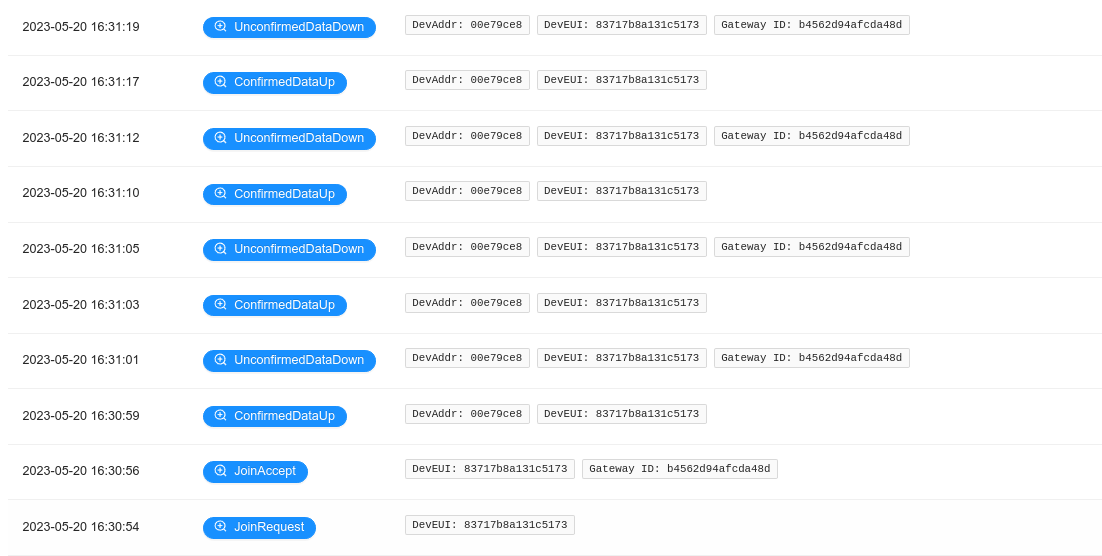 2023-05-20 16:31:19 UnconfirmedDataDown DevAddr: 00e79ce8 DevEUI: 83717b8a131c5173 Gateway ID: b4562d94afcda48d
2023-05-20 16:31:17 ConfirmedDataUp DevAddr: 00e79ce8 DevEUI: 83717b8a131c5173
2023-05-20 16:31:12 UnconfirmedDataDown DevAddr: 00e79ce8 DevEUI: 83717b8a131c5173 Gateway ID: b4562d94afcda48d
2023-05-20 16:31:10 ConfirmedDataUp DevAddr: 00e79ce8 DevEUI: 83717b8a131c5173
2023-05-20 16:31:05 UnconfirmedDataDown DevAddr: 00e79ce8 DevEUI: 83717b8a131c5173 Gateway ID: b4562d94afcda48d
2023-05-20 16:31:03 ConfirmedDataUp DevAddr: 00e79ce8 DevEUI: 83717b8a131c5173
2023-05-20 16:31:01 UnconfirmedDataDown DevAddr: 00e79ce8 DevEUI: 83717b8a131c5173 Gateway ID: b4562d94afcda48d
2023-05-20 16:30:59 ConfirmedDataUp DevAddr: 00e79ce8 DevEUI: 83717b8a131c5173
2023-05-20 16:30:56 JoinAccept DevEUI: 83717b8a131c5173 Gateway ID: b4562d94afcda48d
2023-05-20 16:30:54 JoinRequest DevEUI: 83717b8a131c5173